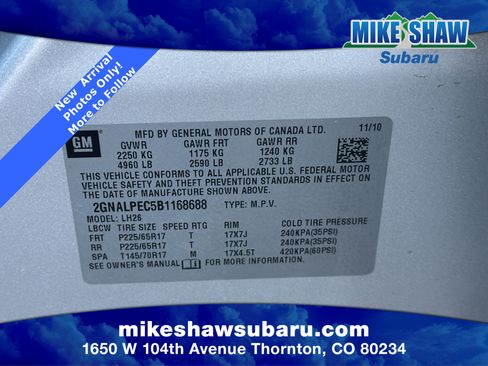 MIKE SHAW
Subaru
New Arrival
Photos Only!
More to Follow
GM
MFD BY GENERAL MOTORS OF CANADA LTD. 11/10
GVWR GAWR FRT GAWR RR
2250 KG 1175 KG 1240 KG
4960 LB 2590 LB 2733 LB
THIS VEHICLE CONFORMS TO ALL APPLICABLE U.S. FEDERAL MOTOR
VEHICLE AND THEFT PREVENTION STANDARDS IN EFFECT ON
THE DATE OF MANUFACTURE SHOWN ABOVE.
2GNALPEC5B1168688 TYPE: M.P.V.
MODEL: LH26
LBCW TIRE SIZE SPEED RTG RIM COLD TIRE PRESSURE
FRT P225/65R17 T 17X7J 240KPA(35PSI)
RR P225/65R17 T 17X7J 240KPA(35PSI)
SPA T145/70R17 M 17X4.5T 420KPA(60PSI)
SEE OWNER'S MANUAL FOR MORE INFORMATION.
mikeshawsubaru.com
1650 W 104th Avenue Thornton, CO 80234